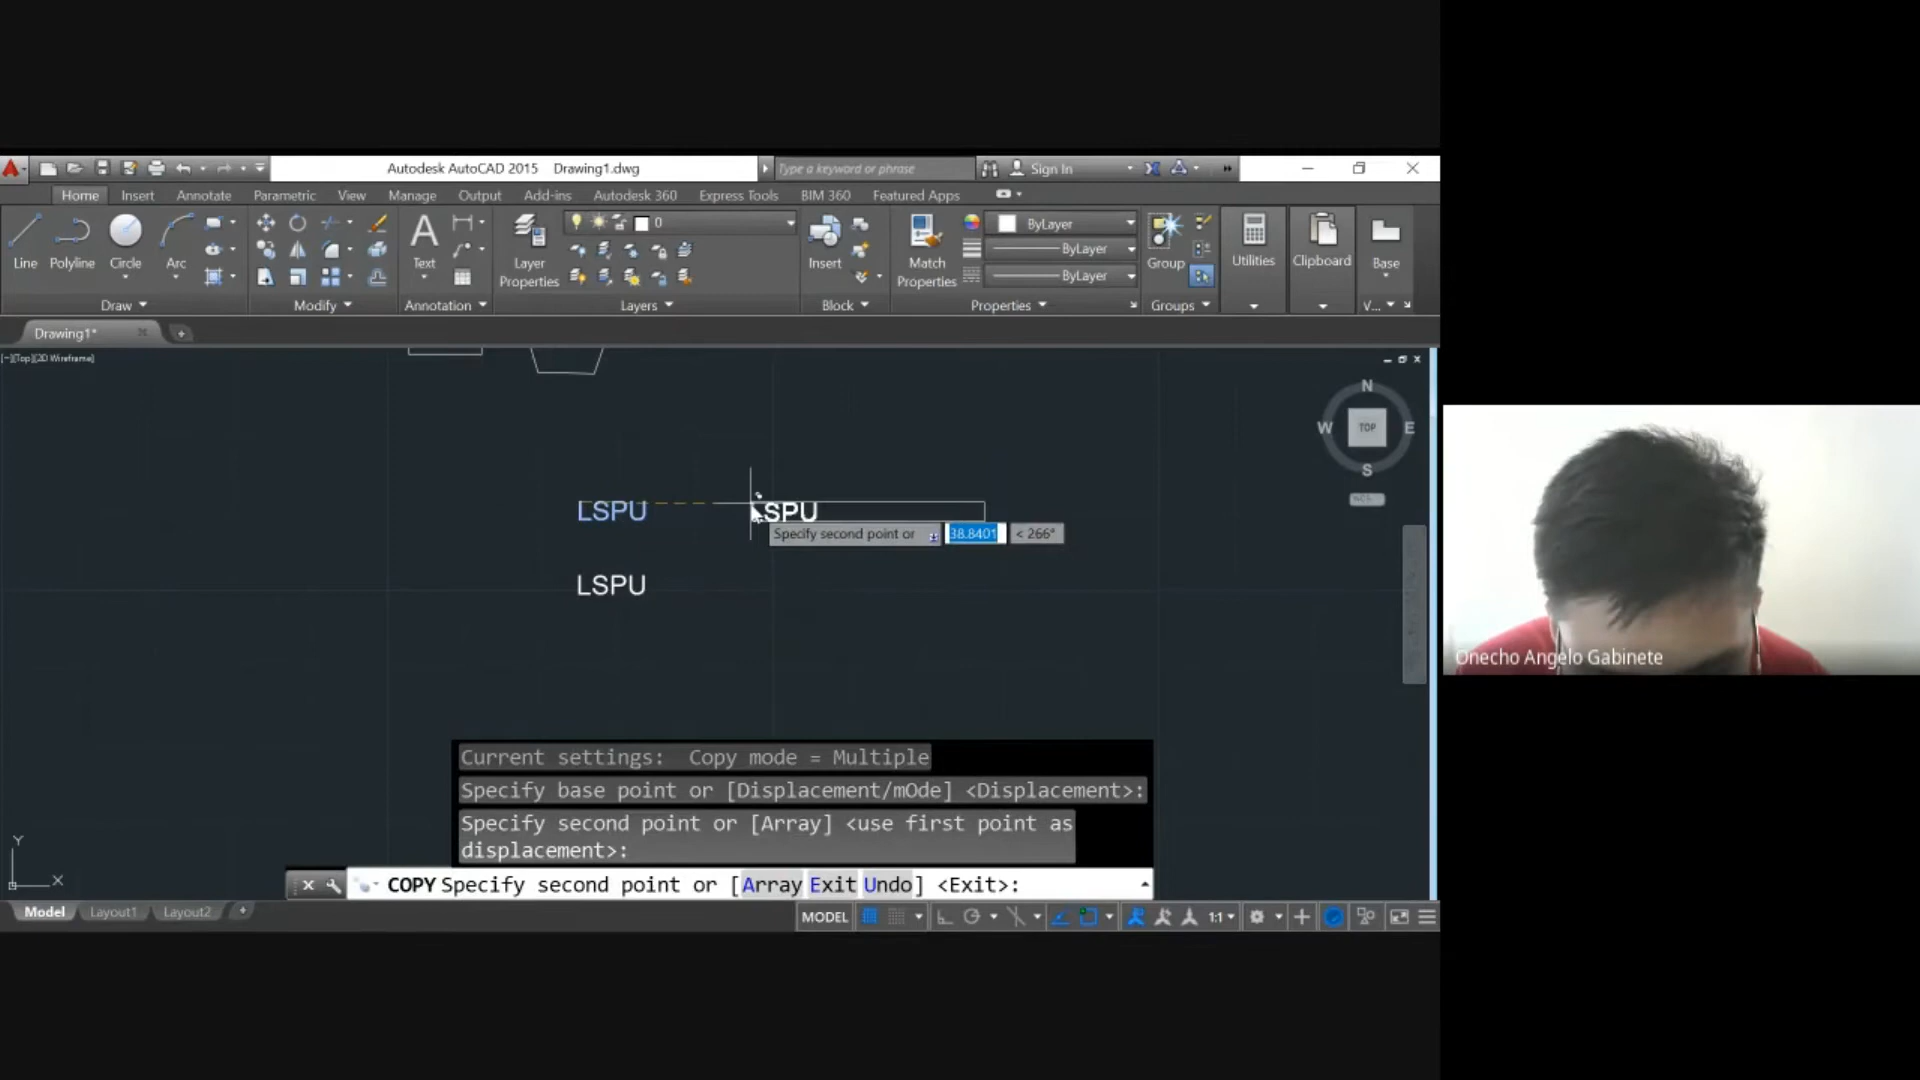 Autodesk AutoCAD 2015 Drawing1.dwg
Type a keyword or phrase
Sign In
Home Insert Annotate Parametric View Manage Output Add-ins Autodesk 360 Express Tools BIM 360 Featured Apps
Line Polyline Circle Arc
Text
Layer Properties
0
Insert
Match Properties
ByLayer
ByLayer
ByLayer
Group
Utilities
Clipboard
Base
Draw Modify Annotation Layers Block Properties Groups V...
Drawing1*
[-][Top][2D Wireframe]
N
W TOP E
S
LSPU LSPU
Specify second point or 38.8401 < 266°
LSPU
Onecho Angelo Gabinete
Current settings: Copy mode = Multiple
Specify base point or [Displacement/mOde] <Displacement>:
Specify second point or [Array] <use first point as
displacement>:
COPY Specify second point or [Array Exit Undo] <Exit>:
Y
X
Model Layout1 Layout2
MODEL 1:1